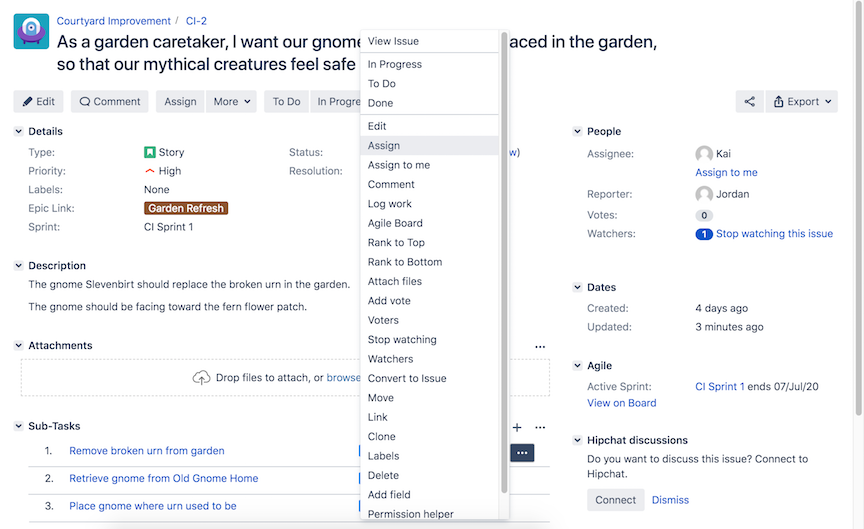 Courtyard Improvement / CI-2
As a garden caretaker, I want our gnome aced in the garden,
so that our mythical creatures feel safe
Edit Comment Assign More To Do In Progre Export
Details
Type: Story Status: w)
Priority: High Resolution:
Labels: None
Epic Link: Garden Refresh
Sprint: CI Sprint 1
Description
The gnome Slevenbirt should replace the broken urn in the garden.
The gnome should be facing toward the fern flower patch.
Attachments
Drop files to attach, or browse
Sub-Tasks
1. Remove broken urn from garden
2. Retrieve gnome from Old Gnome Home
3. Place gnome where urn used to be
View Issue
In Progress
To Do
Done
Edit
Assign
Assign to me
Comment
Log work
Agile Board
Rank to Top
Rank to Bottom
Attach files
Add vote
Voters
Stop watching
Watchers
Convert to Issue
Move
Link
Clone
Labels
Delete
Add field
Permission helper
People
Assignee: Kai
Assign to me
Reporter: Jordan
Votes: 0
Watchers: 1 Stop watching this issue
Dates
Created: 4 days ago
Updated: 3 minutes ago
Agile
Active Sprint: CI Sprint 1 ends 07/Jul/20
View on Board
Hipchat discussions
Do you want to discuss this issue? Connect to
Hipchat.
Connect Dismiss